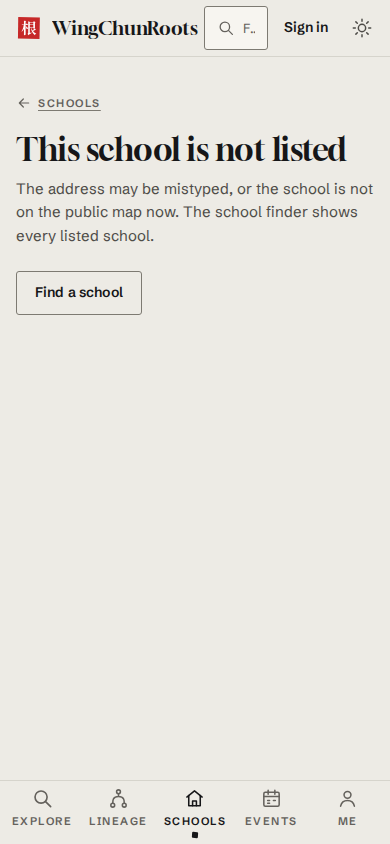 根 WingChunRoots F.. Sign in
SCHOOLS
This school is not listed
The address may be mistyped, or the school is not
on the public map now. The school finder shows
every listed school.
Find a school
EXPLORE LINEAGE SCHOOLS EVENTS ME